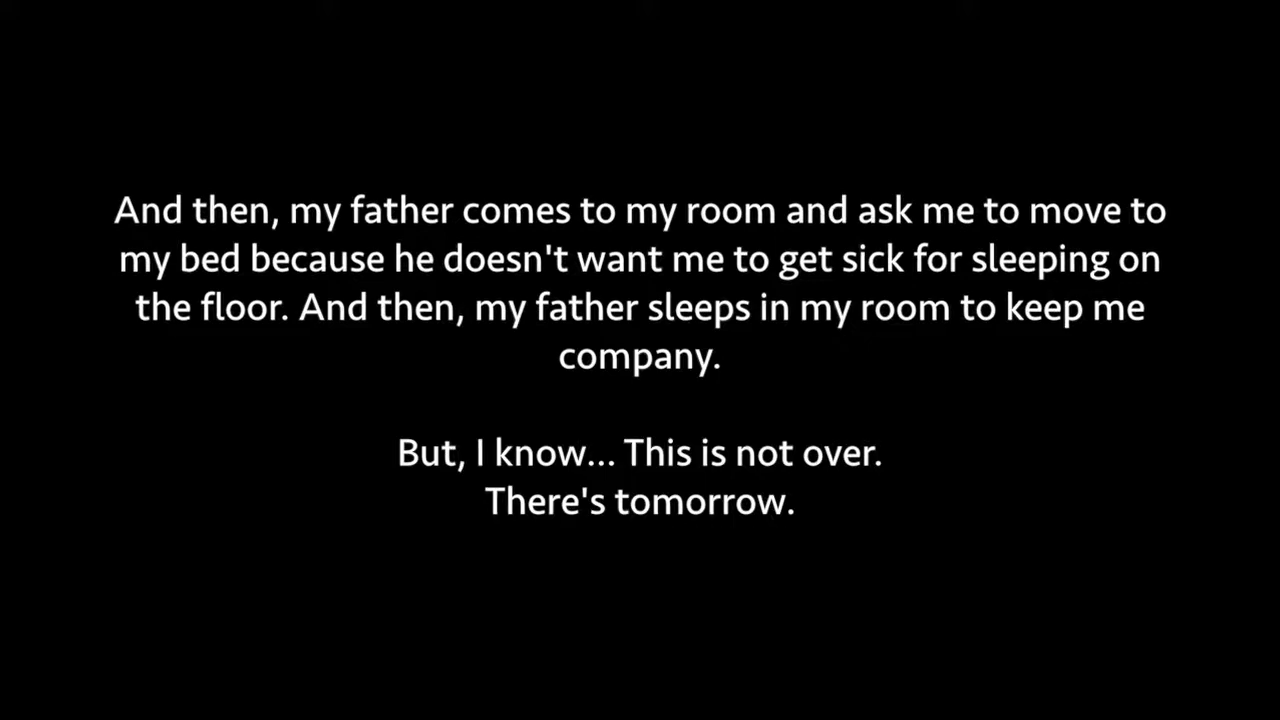 And then, my father comes to my room and ask me to move to
my bed because he doesn't want me to get sick for sleeping on
the floor. And then, my father sleeps in my room to keep me
company.
But, I know... This is not over.
There's tomorrow.